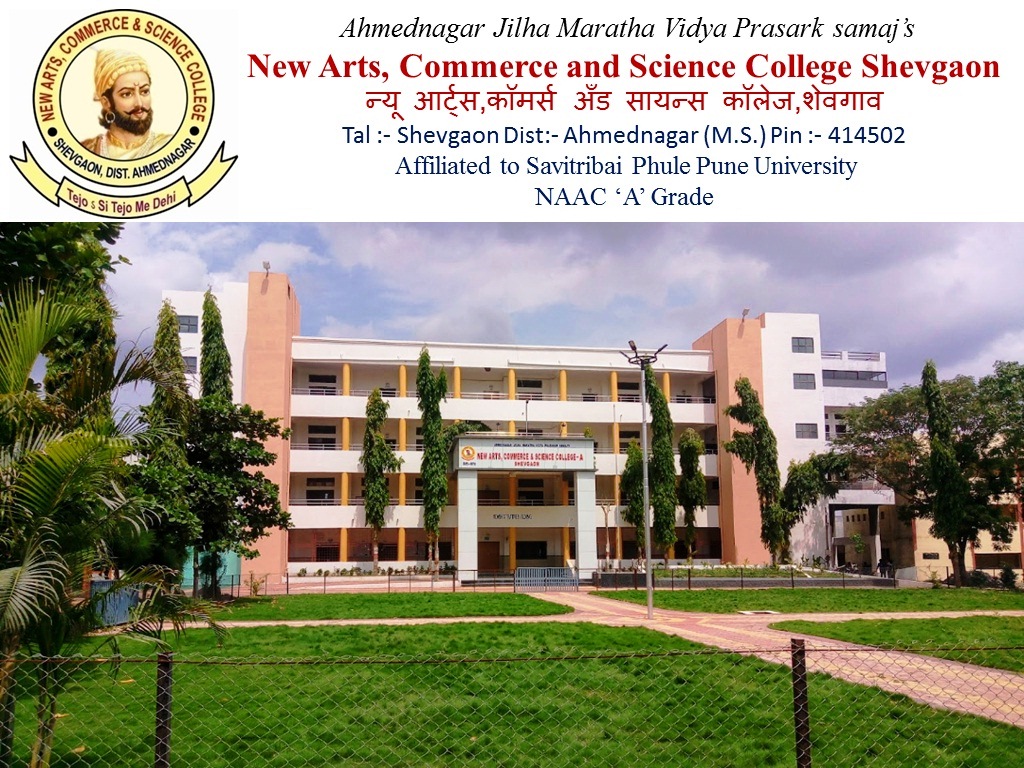 Ahmednagar Jilha Maratha Vidya Prasark samaj's
New Arts, Commerce and Science College Shevgaon
न्यू आर्ट्स,कॉमर्स अँड सायन्स कॉलेज,शेवगाव
Tal :- Shevgaon Dist:- Ahmednagar (M.S.) Pin :- 414502
Affiliated to Savitribai Phule Pune University
NAAC ‘A’ Grade
NEW ARTS, COMMERCE & SCIENCE COLLEGE
SHEVGAON, DIST. AHMEDNAGAR
Tejo s Si Tejo Me Dehi
NEW ARTS, COMMERCE & SCIENCE COLLEGE-A
SHEVGAON